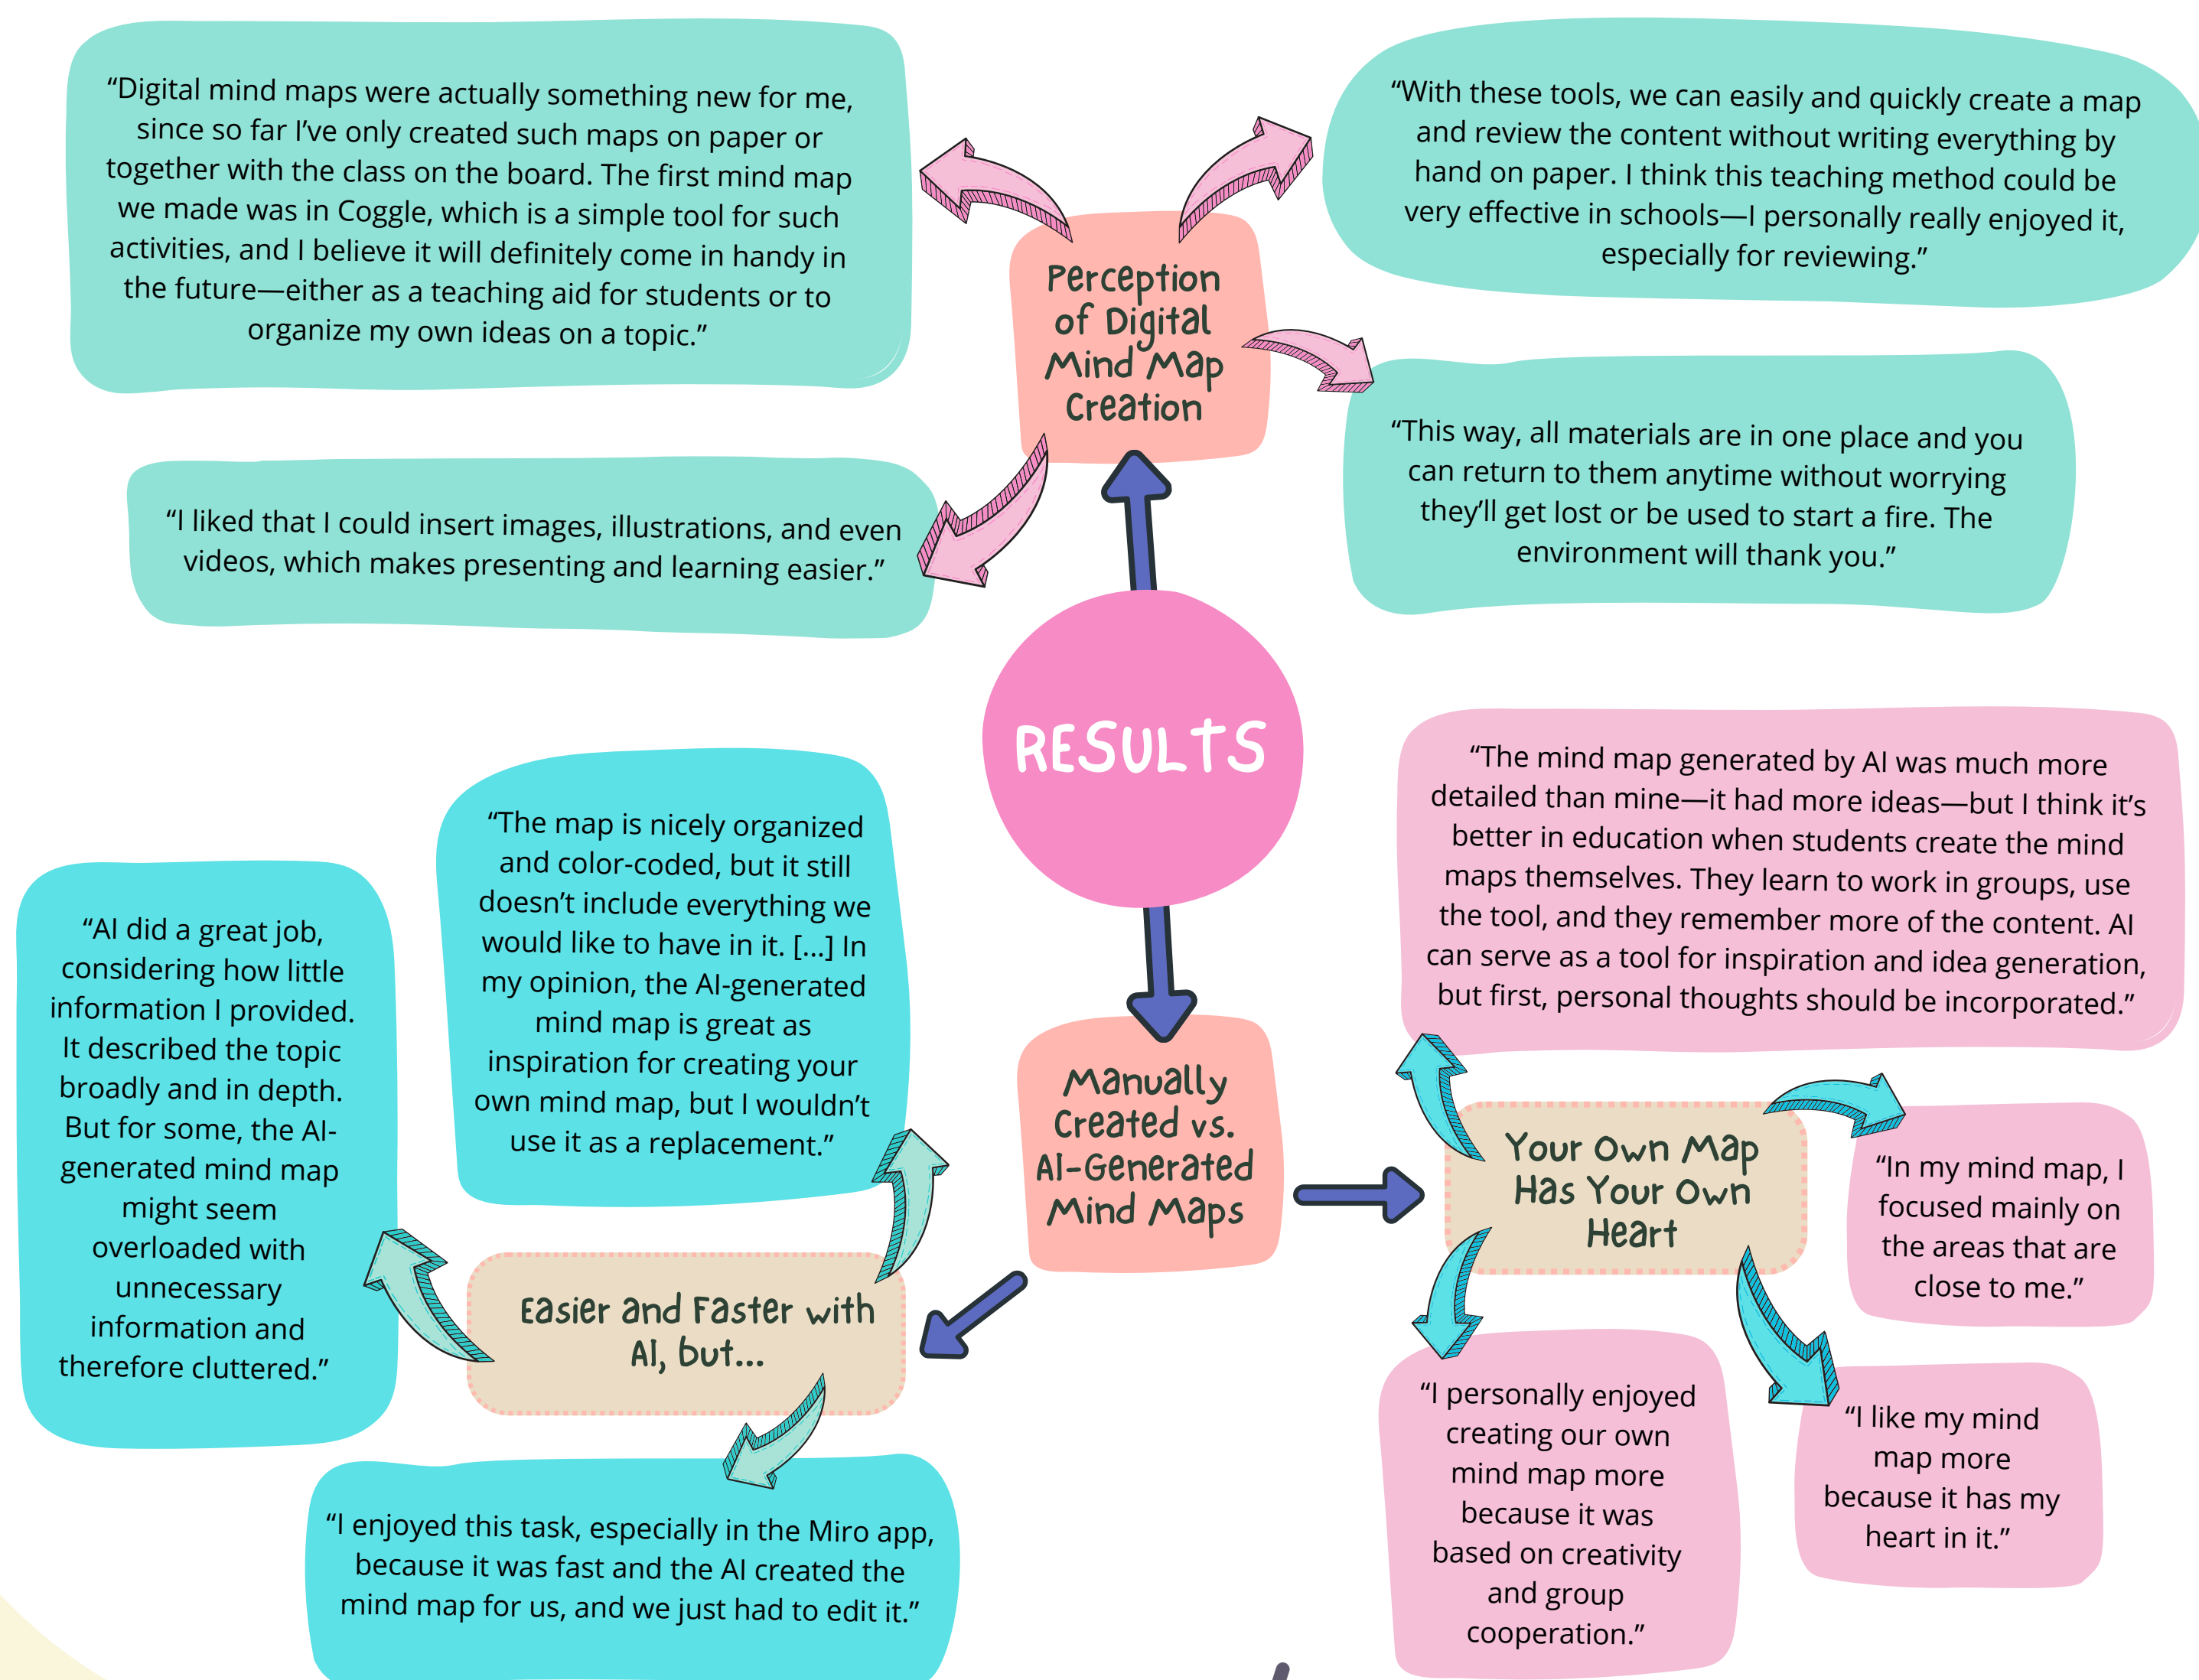 “Digital mind maps were actually something new for me,
since so far I’ve only created such maps on paper or
together with the class on the board. The first mind map
we made was in Coggle, which is a simple tool for such
activities, and I believe it will definitely come in handy in
the future—either as a teaching aid for students or to
organize my own ideas on a topic.”
“With these tools, we can easily and quickly create a map
and review the content without writing everything by
hand on paper. I think this teaching method could be
very effective in schools—I personally really enjoyed it,
especially for reviewing.”
Perception
of Digital
Mind Map
Creation
“I liked that I could insert images, illustrations, and even
videos, which makes presenting and learning easier.”
“This way, all materials are in one place and you
can return to them anytime without worrying
they’ll get lost or be used to start a fire. The
environment will thank you.”
RESULTS
Manually
Created vs.
AI-Generated
Mind Maps
“AI did a great job,
considering how little
information I provided.
It described the topic
broadly and in depth.
But for some, the AI-
generated mind map
might seem
overloaded with
unnecessary
information and
therefore cluttered.”
“The map is nicely organized
and color-coded, but it still
doesn’t include everything we
would like to have in it. [...] In
my opinion, the AI-generated
mind map is great as
inspiration for creating your
own mind map, but I wouldn’t
use it as a replacement.”
Easier and Faster with
AI, but...
“I enjoyed this task, especially in the Miro app,
because it was fast and the AI created the
mind map for us, and we just had to edit it.”
“The mind map generated by AI was much more
detailed than mine—it had more ideas—but I think it’s
better in education when students create the mind
maps themselves. They learn to work in groups, use
the tool, and they remember more of the content. AI
can serve as a tool for inspiration and idea generation,
but first, personal thoughts should be incorporated.”
Your Own Map
Has Your Own
Heart
“In my mind map, I
focused mainly on
the areas that are
close to me.”
“I personally enjoyed
creating our own
mind map more
because it was
based on creativity
and group
cooperation.”
“I like my mind
map more
because it has my
heart in it.”